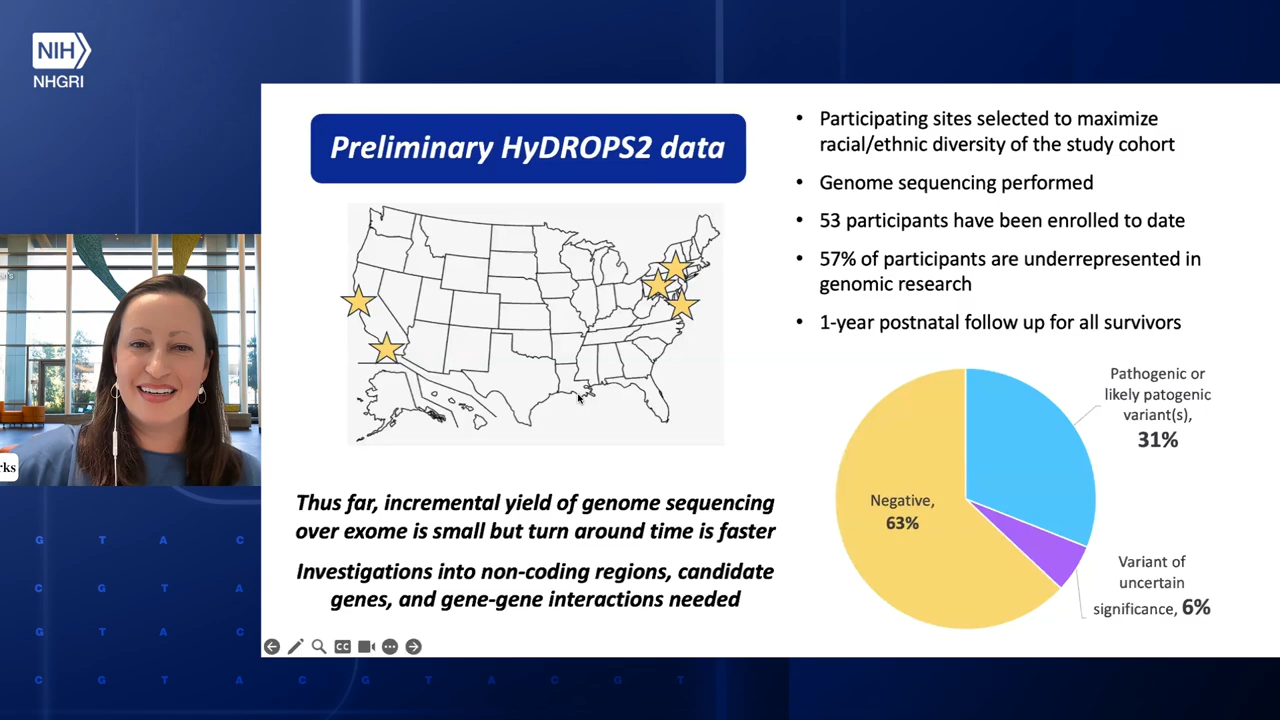 NIH
NHGRI
Preliminary HyDROPS2 data
Thus far, incremental yield of genome sequencing
over exome is small but turn around time is faster
Investigations into non-coding regions, candidate
genes, and gene-gene interactions needed
• Participating sites selected to maximize
racial/ethnic diversity of the study cohort
• Genome sequencing performed
• 53 participants have been enrolled to date
• 57% of participants are underrepresented in
genomic research
• 1-year postnatal follow up for all survivors
Pathogenic or
likely patogenic
variant(s),
31%
Negative,
63%
Variant of
uncertain
significance, 6%
rks
CC
G T A C
C G T A
G T A C
C G T A C G T A C G T